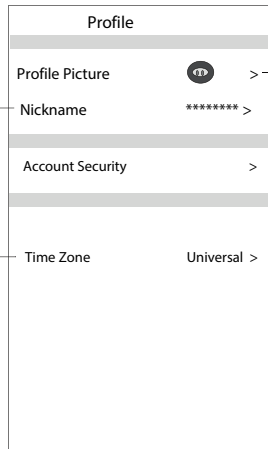 Profile
Profile Picture >
Nickname ******** >
Account Security >
Time Zone Universal >